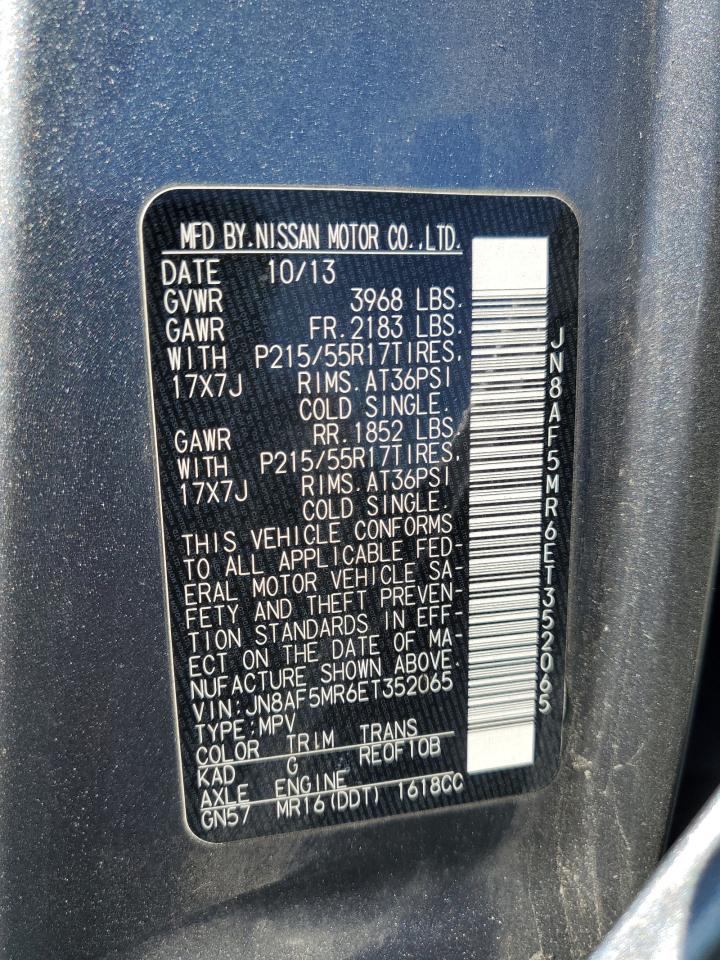 MFD BY.NISSAN MOTOR CO.,LTD.
DATE 10/13
GVWR 3968 LBS.
GAWR FR.2183 LBS.
WITH P215/55R17TIRES,
17X7J RIMS.AT36PSI
COLD SINGLE.
GAWR RR.1852 LBS.
WITH P215/55R17TIRES,
17X7J RIMS.AT36PSI
COLD SINGLE.
THIS VEHICLE CONFORMS
TO ALL APPLICABLE FED-
ERAL MOTOR VEHICLE SA-
FETY AND THEFT PREVEN-
TION STANDARDS IN EFF-
ECT ON THE DATE OF MA-
NUFACTURE SHOWN ABOVE.
VIN:JN8AF5MR6ET352065
TYPE:MPV
COLOR TRIM TRANS
KAD G RE0F10B
AXLE ENGINE
GN57 MR16(DDT) 1618CC
JN8AF5MR6ET352065